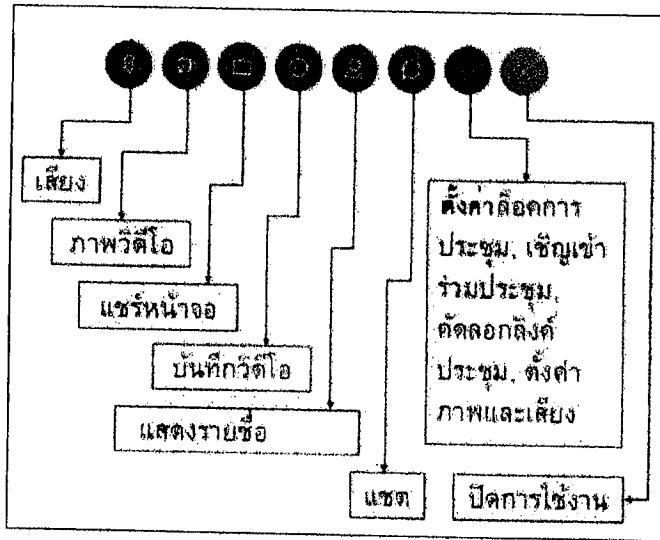 เสียง
ภาพวิดีโอ
แชร์หน้าจอ
บันทึกวิดีโอ
แสดงรายชื่อ
แชต
ตั้งค่าล็อคการ
ประชุม, เชิญเข้า
ร่วมประชุม,
คัดลอกลิงค์
ประชุม, ตั้งค่า
ภาพและเสียง
ปิดการใช้งาน